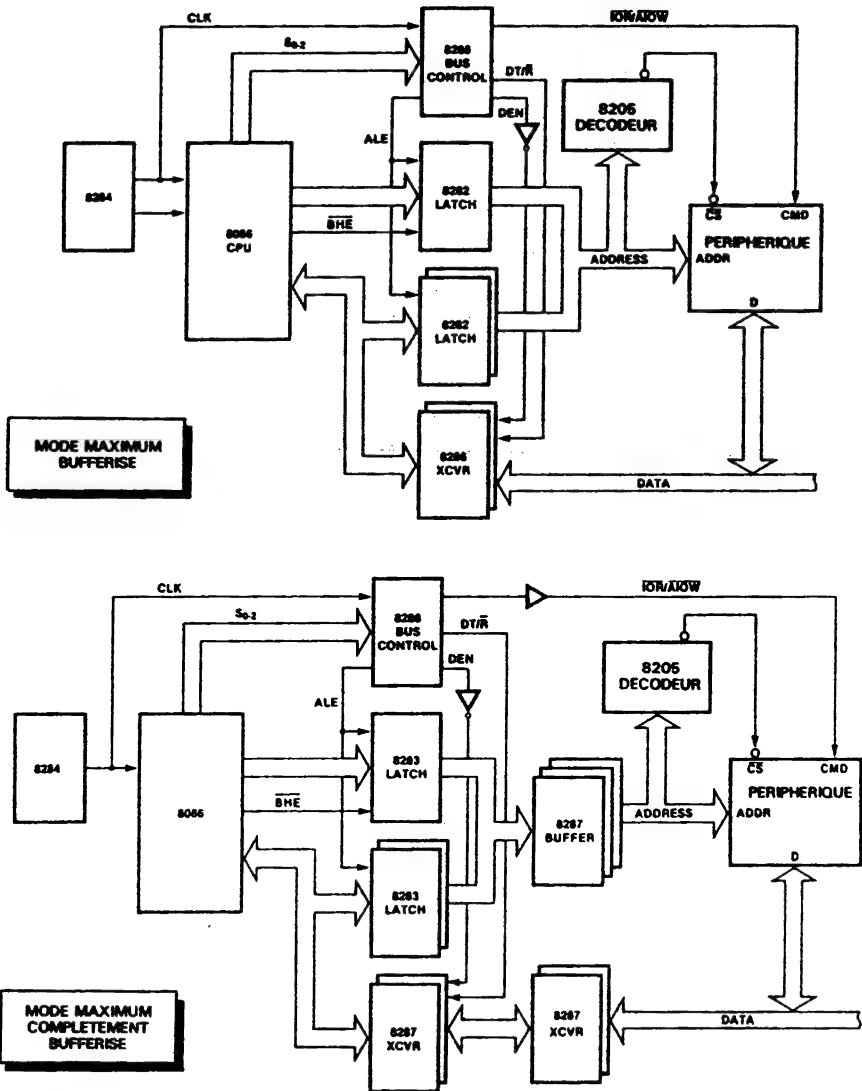 CLK
S0-2
8288
BUS
CONTROL
IOR/AIOW
DT/R
DEN
8205
DECODEUR
ALE
8284
8086
CPU
8282
LATCH
BHE
CS
CMD
PERIPHERIQUE
ADDR
ADDRESS
D
8282
LATCH
MODE MAXIMUM
BUFFERISE
8286
XCVR
DATA
CLK
S0-2
8288
BUS
CONTROL
IOR/AIOW
DT/R
DEN
8205
DECODEUR
ALE
8284
8086
8283
LATCH
BHE
8287
BUFFER
CS
CMD
PERIPHERIQUE
ADDR
ADDRESS
D
8283
LATCH
MODE MAXIMUM
COMPLETEMENT
BUFFERISE
8287
XCVR
8287
XCVR
DATA